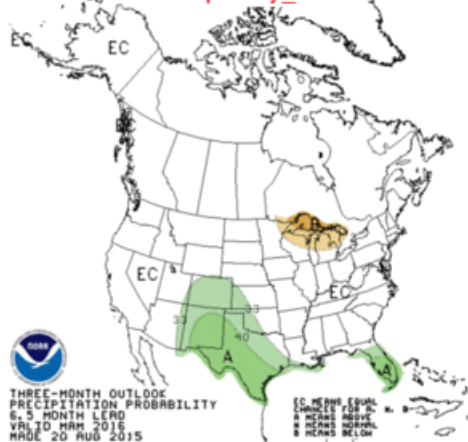 EC
EC
EC
EC
33
33
40
A
A
NOAA
THREE-MONTH OUTLOOK
PRECIPITATION PROBABILITY
6.5 MONTH LEAD
VALID MAM 2016
MADE 20 AUG 2015
EC MEANS EQUAL
CHANCES FOR A, N, B
A MEANS ABOVE
N MEANS NORMAL
B MEANS BELOW